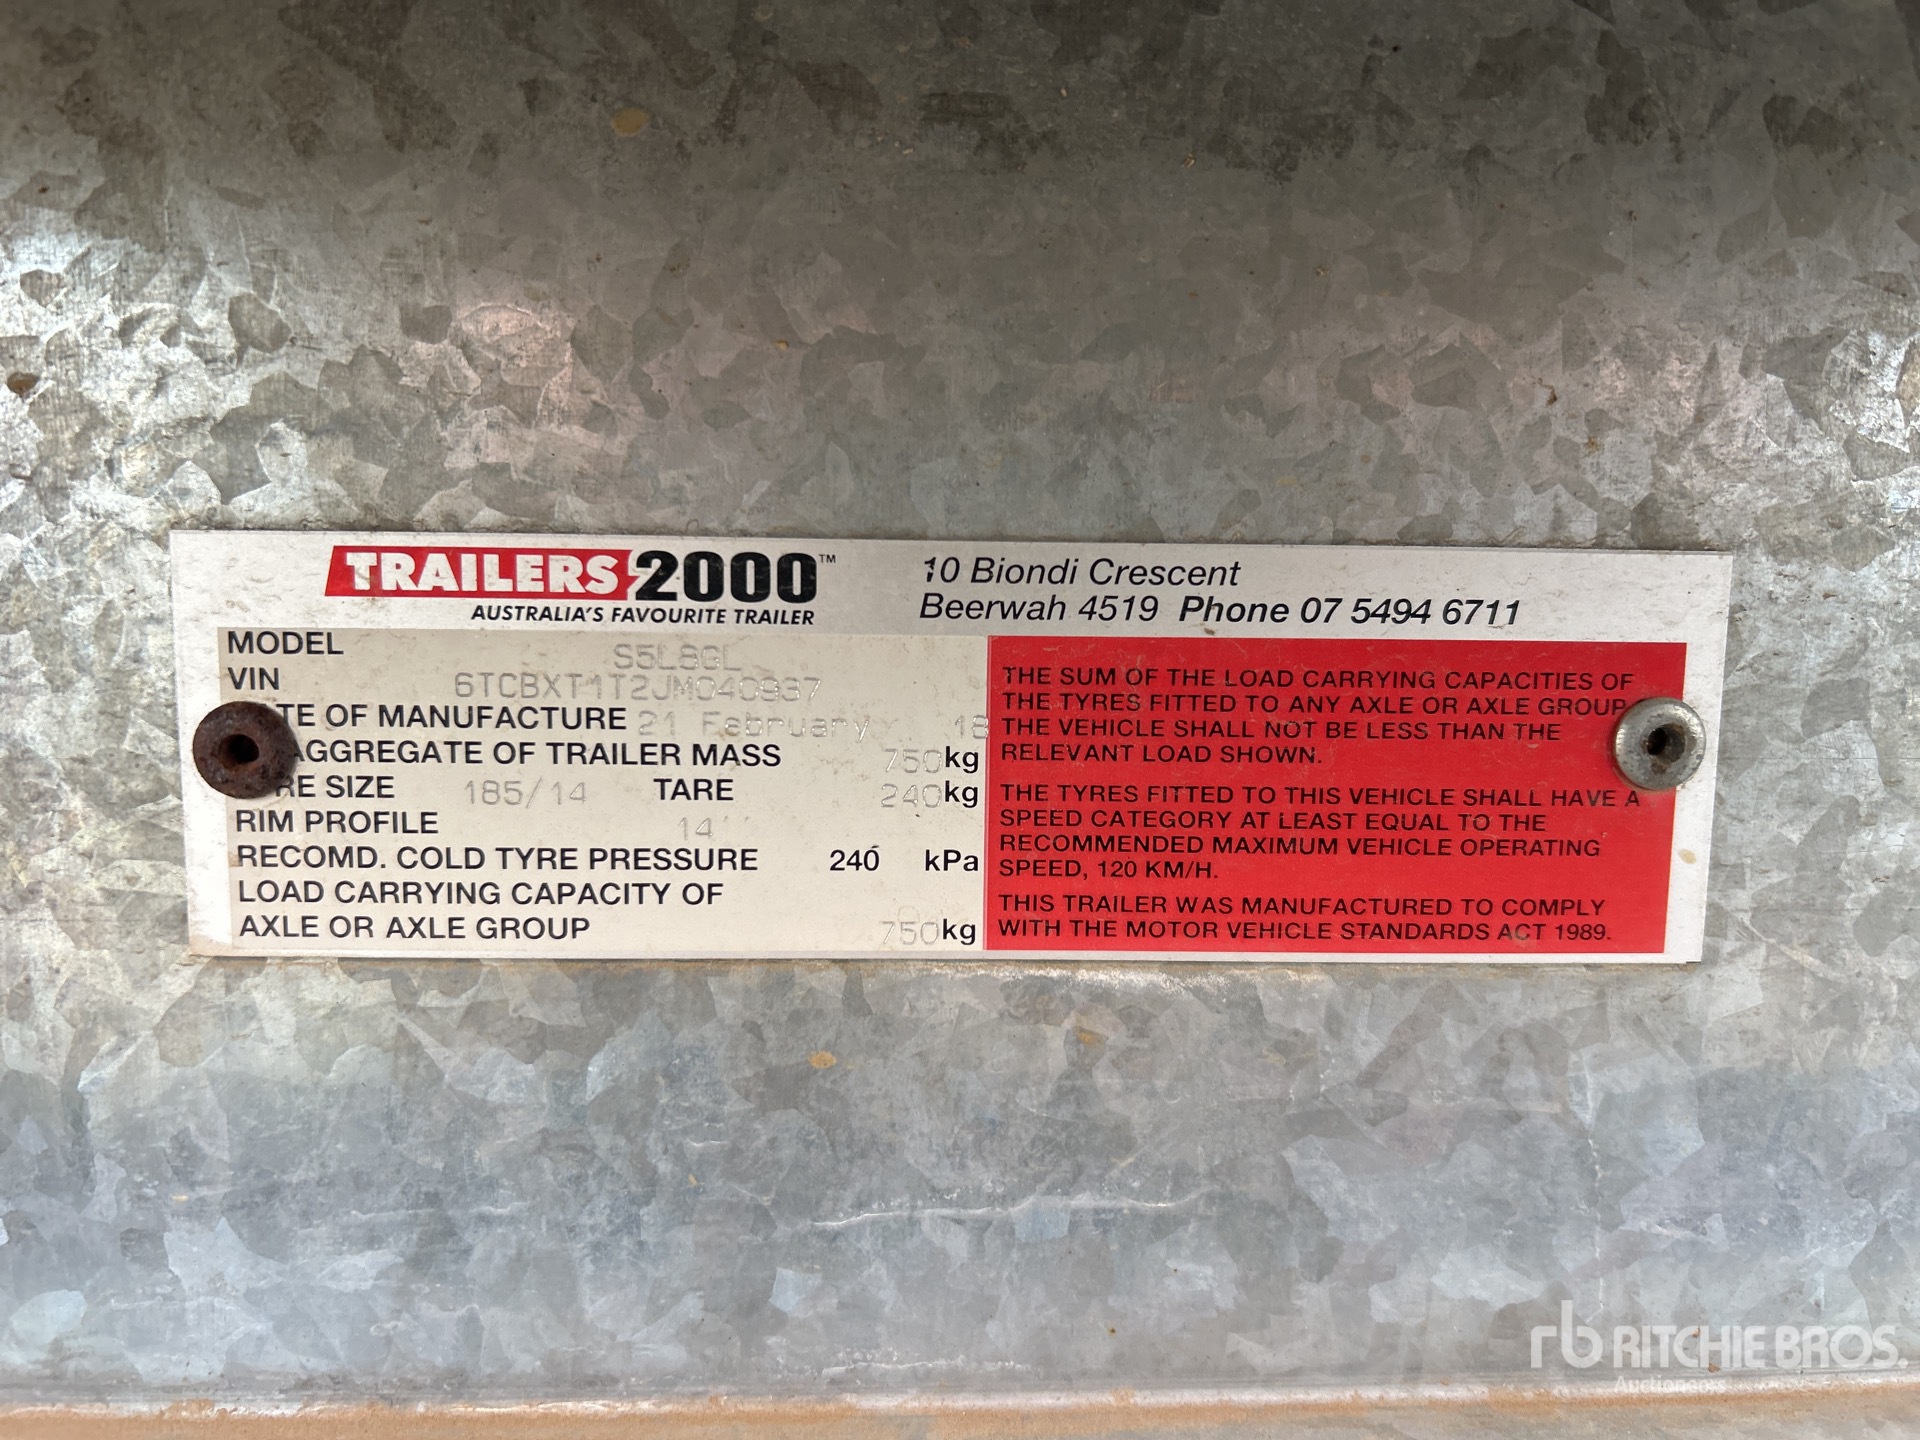 TRAILERS 2000™
AUSTRALIA'S FAVOURITE TRAILER
10 Biondi Crescent
Beerwah 4519 Phone 07 5494 6711
MODEL S5L8GL
VIN 6TCBXT1T2JM040937
TE OF MANUFACTURE 21 February 18
AGGREGATE OF TRAILER MASS 750kg
RE SIZE 185/14 TARE 240kg
RIM PROFILE 14''
RECOMD. COLD TYRE PRESSURE 240 kPa
LOAD CARRYING CAPACITY OF
AXLE OR AXLE GROUP 750kg
THE SUM OF THE LOAD CARRYING CAPACITIES OF
THE TYRES FITTED TO ANY AXLE OR AXLE GROUP
THE VEHICLE SHALL NOT BE LESS THAN THE
RELEVANT LOAD SHOWN.
THE TYRES FITTED TO THIS VEHICLE SHALL HAVE A
SPEED CATEGORY AT LEAST EQUAL TO THE
RECOMMENDED MAXIMUM VEHICLE OPERATING
SPEED, 120 KM/H.
THIS TRAILER WAS MANUFACTURED TO COMPLY
WITH THE MOTOR VEHICLE STANDARDS ACT 1989.
rb RITCHIE BROS.
Auctioneers